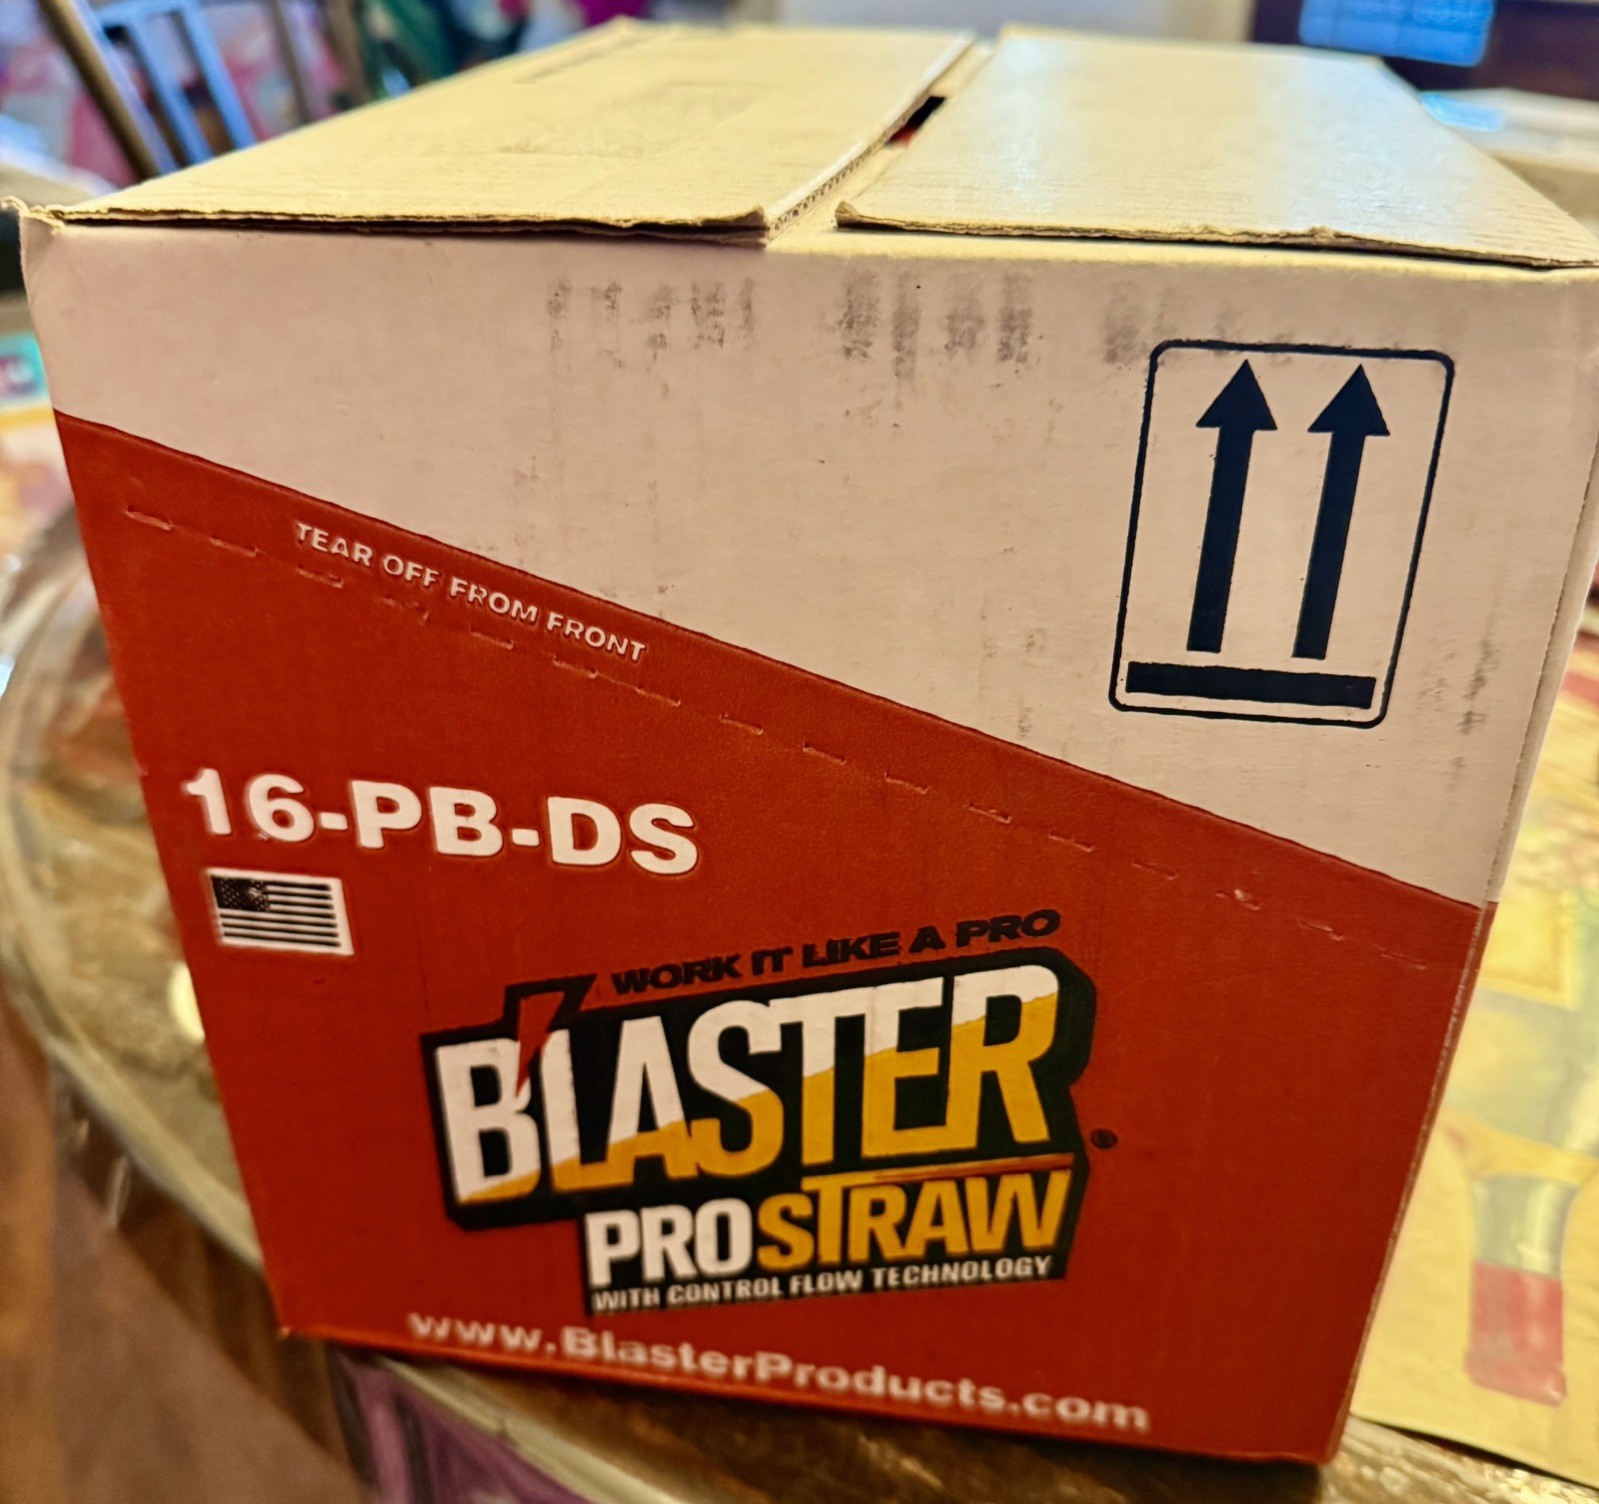 TEAR OFF FROM FRONT
16-PB-DS
WORK IT LIKE A PRO
BLASTER
®
PROSTRAW
WITH CONTROL FLOW TECHNOLOGY
www.BlasterProducts.com